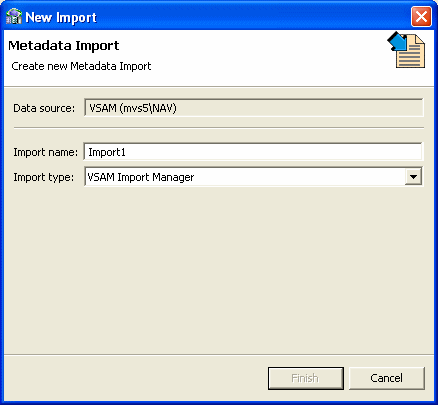 New Import
Metadata Import
Create new Metadata Import
Data source: VSAM (mvs5\NAV)
Import name: Import1
Import type: VSAM Import Manager
Finish Cancel